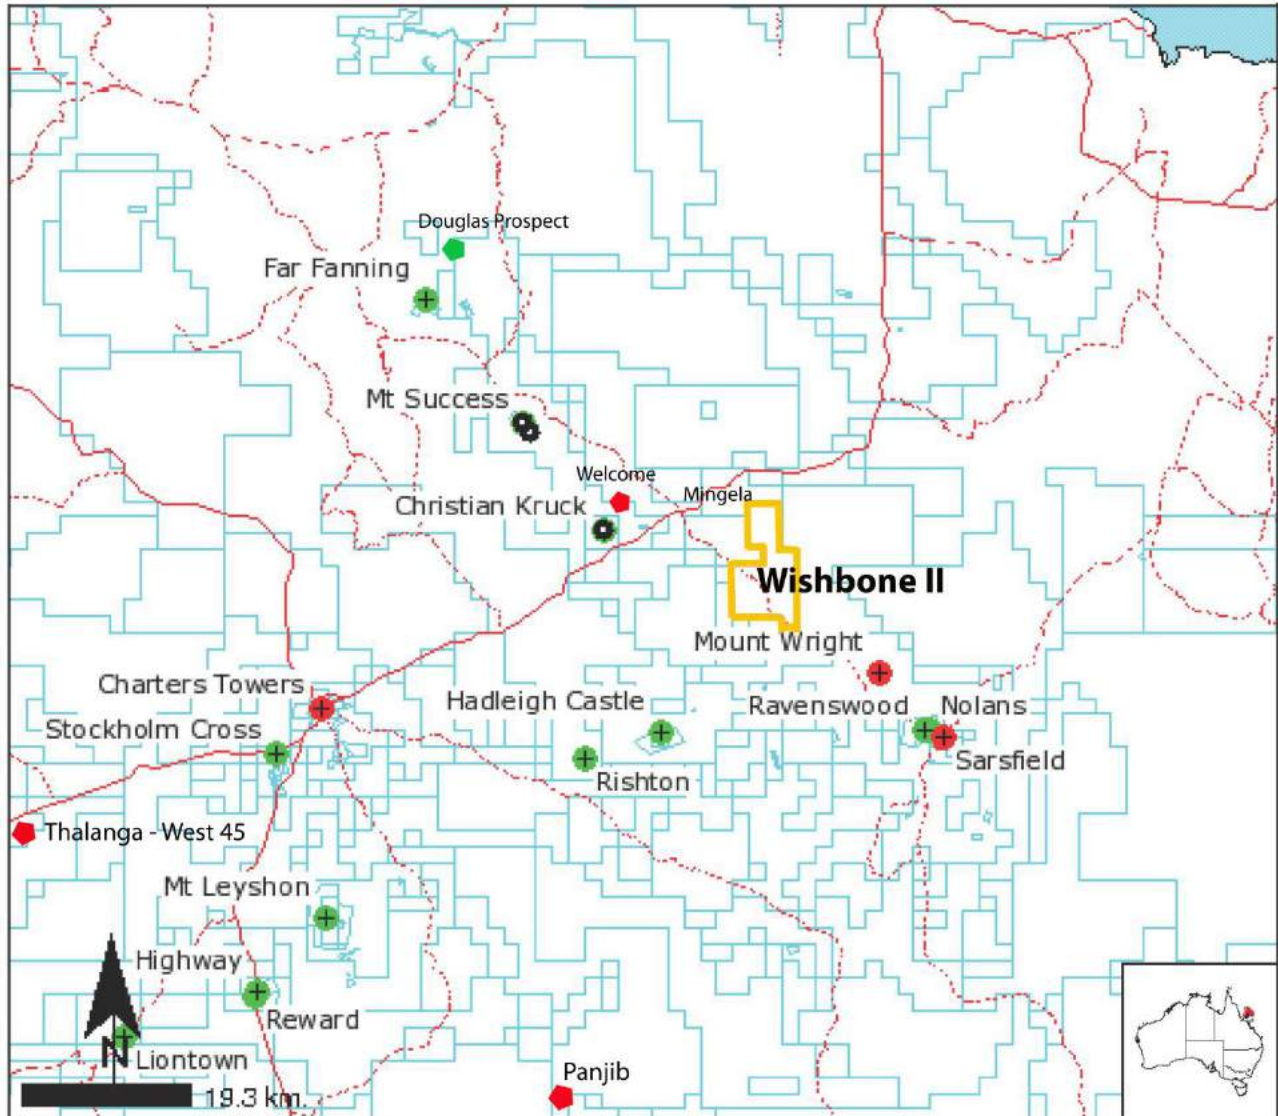 Douglas Prospect
Far Fanning
Mt Success
Welcome
Mingela
Christian Kruck
Wishbone II
Mount Wright
Charters Towers
Hadleigh Castle
Ravenswood
Nolans
Stockholm Cross
Sarsfield
Rishton
Thalanga - West 45
Mt Leyshon
Highway
Reward
N
Liontown
Panjib
19.3 km.